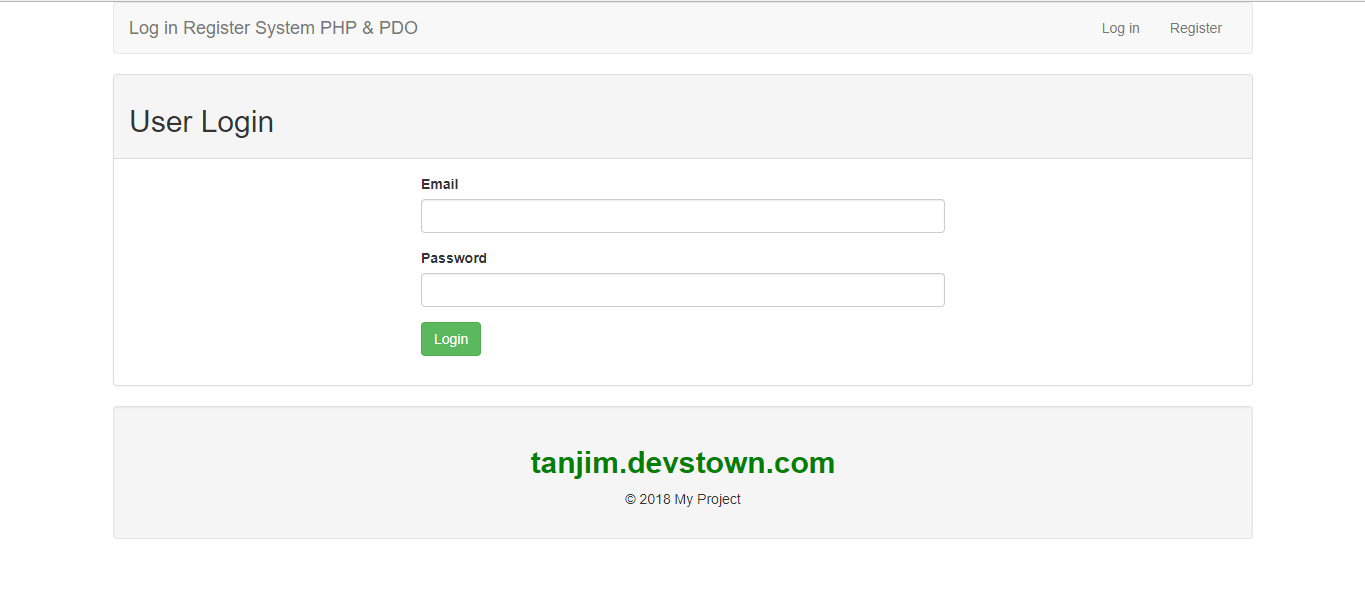 Log in Register System PHP & PDO Log in Register
User Login
Email
Password
Login
tanjim.devstown.com
© 2018 My Project